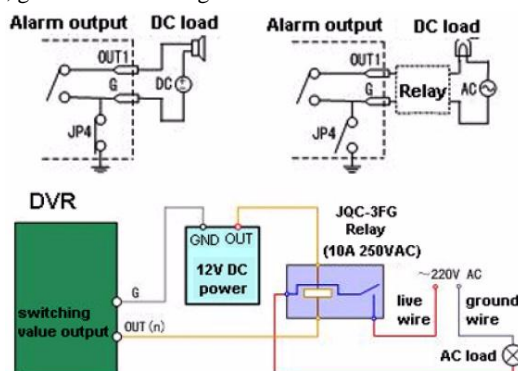 Alarm output
DC load
OUT1
G
DC
JP4
Alarm output
DC load
OUT1
G
Relay
AC
JP4
DVR
switching
value output
G
OUT (n)
GND OUT
12V DC
power
JQC-3FG
Relay
(10A 250VAC)
~220V AC
live
wire
ground
wire
AC load